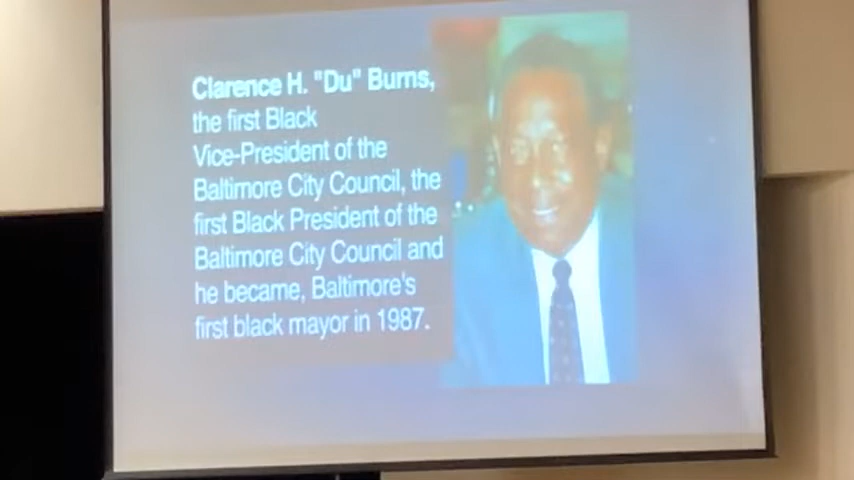 Clarence H. "Du" Burns,
the first Black
Vice-President of the
Baltimore City Council, the
first Black President of the
Baltimore City Council and
he became, Baltimore's
first black mayor in 1987.